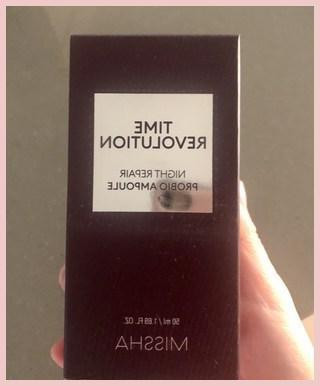 TIME
REVOLUTION
NIGHT REPAIR
PROBIO AMPOULE
50 ml / 1.69 FL. OZ.
MISSHA